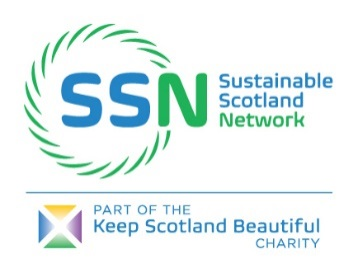 SSN
Sustainable
Scotland
Network
PART OF THE
Keep Scotland Beautiful
CHARITY